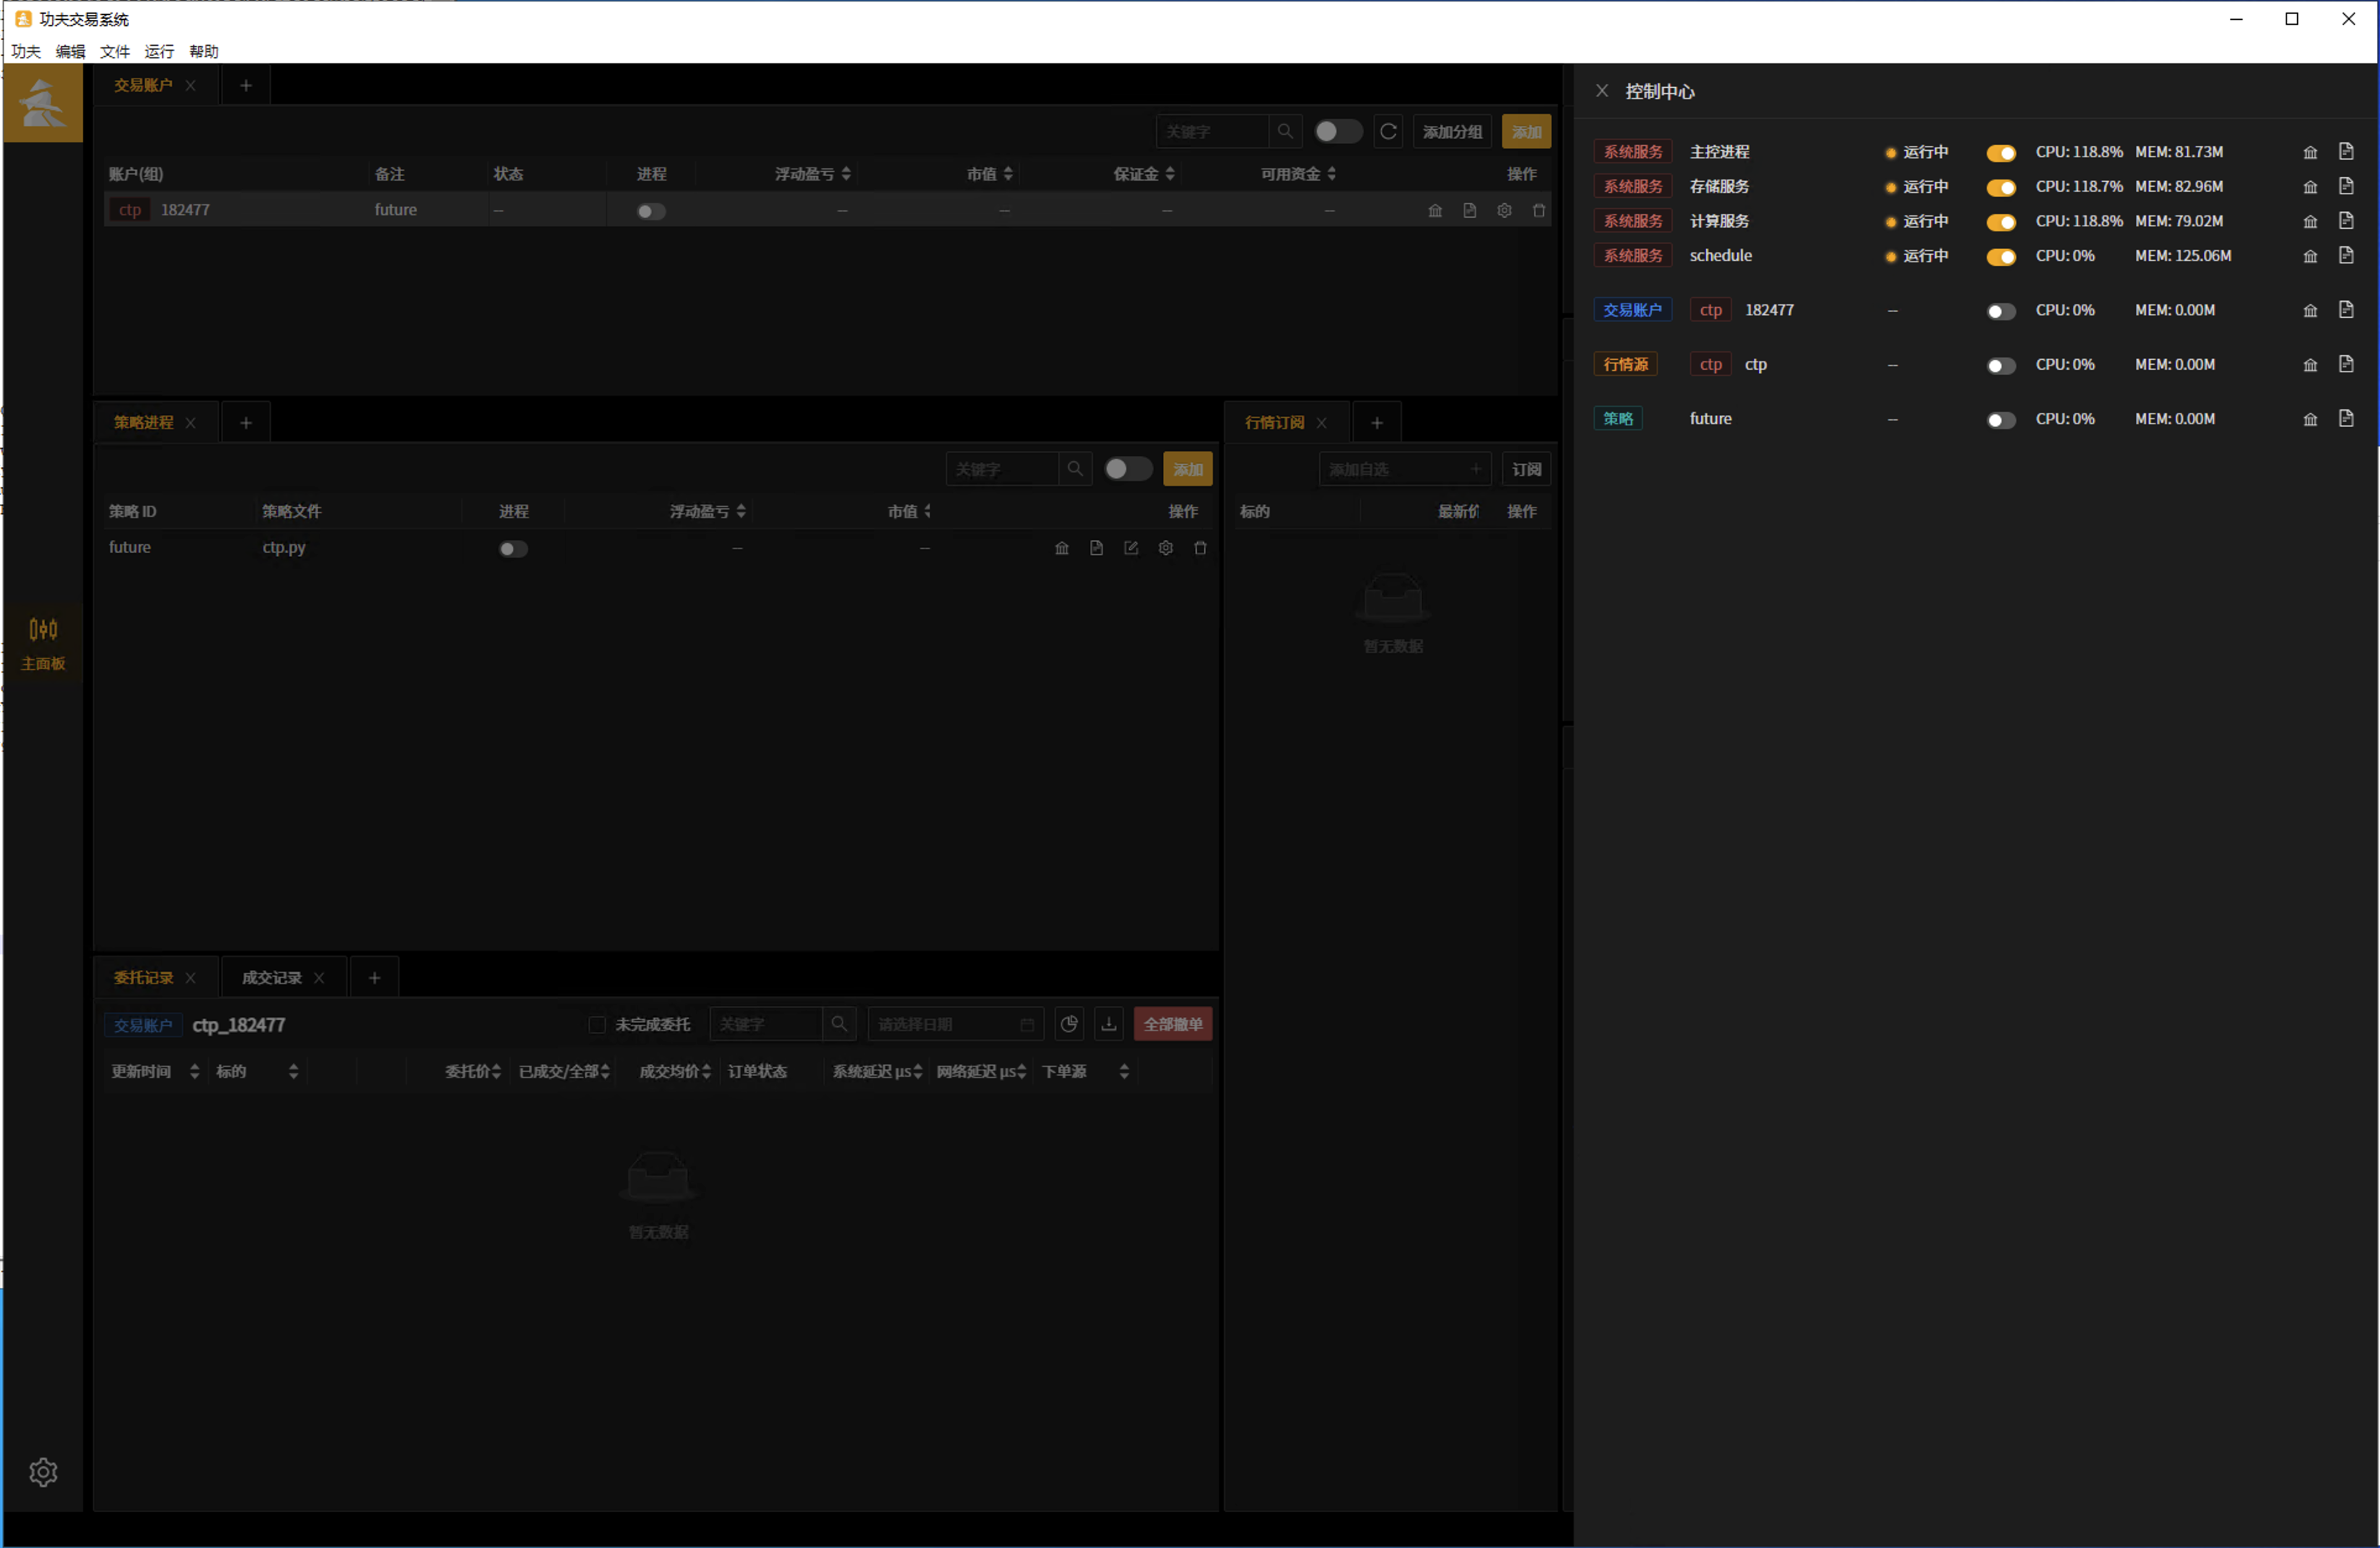 功夫交易系统
功夫 编辑 文件 运行 帮助
交易账户
关键字 添加分组 添加
账户(组) 备注 状态 进程 浮动盈亏 市值 保证金 可用资金 操作
ctp 182477 future -- -- -- -- --
策略进程
关键字 添加
策略 ID 策略文件 进程 浮动盈亏 市值 操作
future ctp.py -- --
行情订阅
添加自选 订阅
标的 最新价 操作
暂无数据
主面板
委托记录 成交记录
交易账户 ctp_182477 未完成委托 关键字 请选择日期 全部撤单
更新时间 标的 委托价 已成交/全部 成交均价 订单状态 系统延迟 μs 网络延迟 μs 下单源
暂无数据
控制中心
系统服务 主控进程 运行中 CPU: 118.8% MEM: 81.73M
系统服务 存储服务 运行中 CPU: 118.7% MEM: 82.96M
系统服务 计算服务 运行中 CPU: 118.8% MEM: 79.02M
系统服务 schedule 运行中 CPU: 0% MEM: 125.06M
交易账户 ctp 182477 -- CPU: 0% MEM: 0.00M
行情源 ctp ctp -- CPU: 0% MEM: 0.00M
策略 future -- CPU: 0% MEM: 0.00M